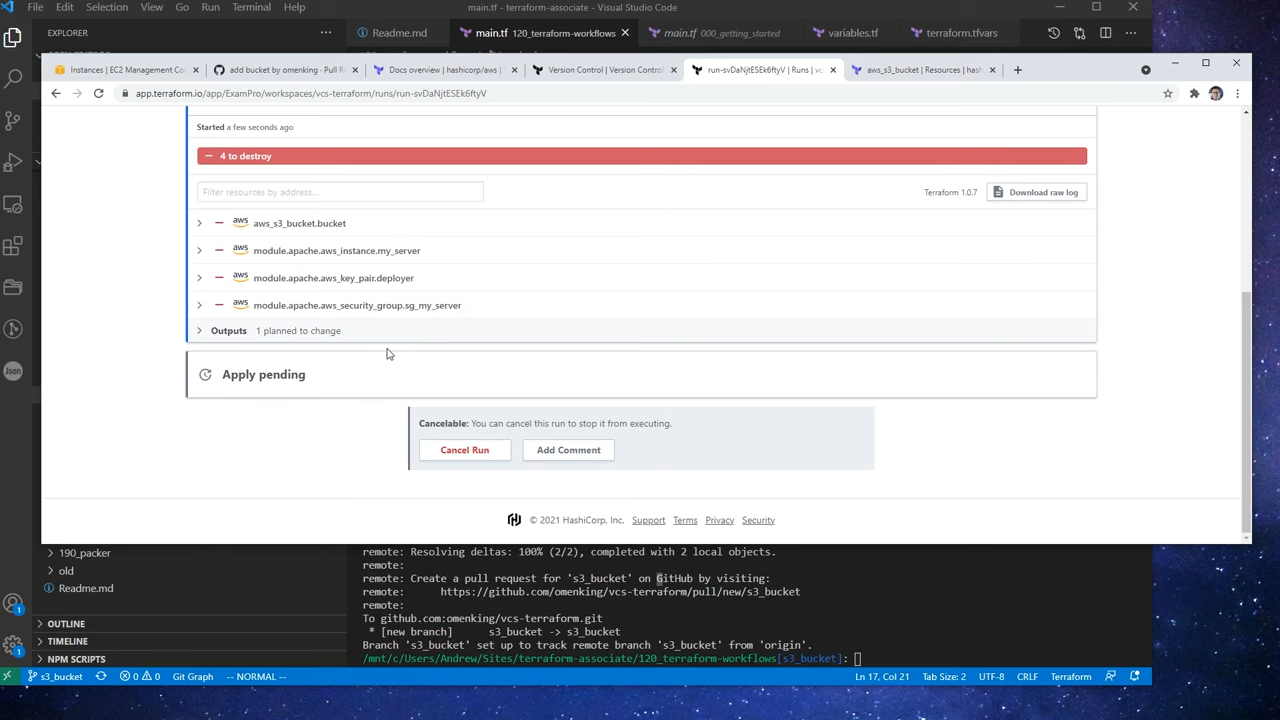 File Edit Selection View Go Run Terminal Help main.tf - terraform-associate - Visual Studio Code
EXPLORER
Readme.md main.tf 120_terraform-workflows main.tf 000_getting_started variables.tf terraform.tfvars
Instances | EC2 Management Co add bucket by omenking · Pull Re Docs overview | hashicorp/aws | T Version Control | Version Control run-svDaNjtESEk6ftyV | Runs | vc aws_s3_bucket | Resources | hash
app.terraform.io/app/ExamPro/workspaces/vcs-terraform/runs/run-svDaNjtESEk6ftyV
Started a few seconds ago
4 to destroy
Filter resources by address...
Terraform 1.0.7 Download raw log
aws aws_s3_bucket.bucket
aws module.apache.aws_instance.my_server
aws module.apache.aws_key_pair.deployer
aws module.apache.aws_security_group.sg_my_server
Outputs 1 planned to change
Apply pending
Cancelable: You can cancel this run to stop it from executing.
Cancel Run Add Comment
© 2021 HashiCorp, Inc. Support Terms Privacy Security
Json
190_packer
old
Readme.md
OUTLINE
TIMELINE
NPM SCRIPTS
1
1
remote: Resolving deltas: 100% (2/2), completed with 2 local objects.
remote:
remote: Create a pull request for 's3_bucket' on GitHub by visiting:
remote: https://github.com/omenking/vcs-terraform/pull/new/s3_bucket
remote:
To github.com:omenking/vcs-terraform.git
* [new branch] s3_bucket -> s3_bucket
Branch 's3_bucket' set up to track remote branch 's3_bucket' from 'origin'.
/mnt/c/Users/Andrew/Sites/terraform-associate/120_terraform-workflows[s3_bucket]:
s3_bucket 0 0 Git Graph -- NORMAL -- Ln 17, Col 21 Tab Size: 2 UTF-8 CRLF Terraform